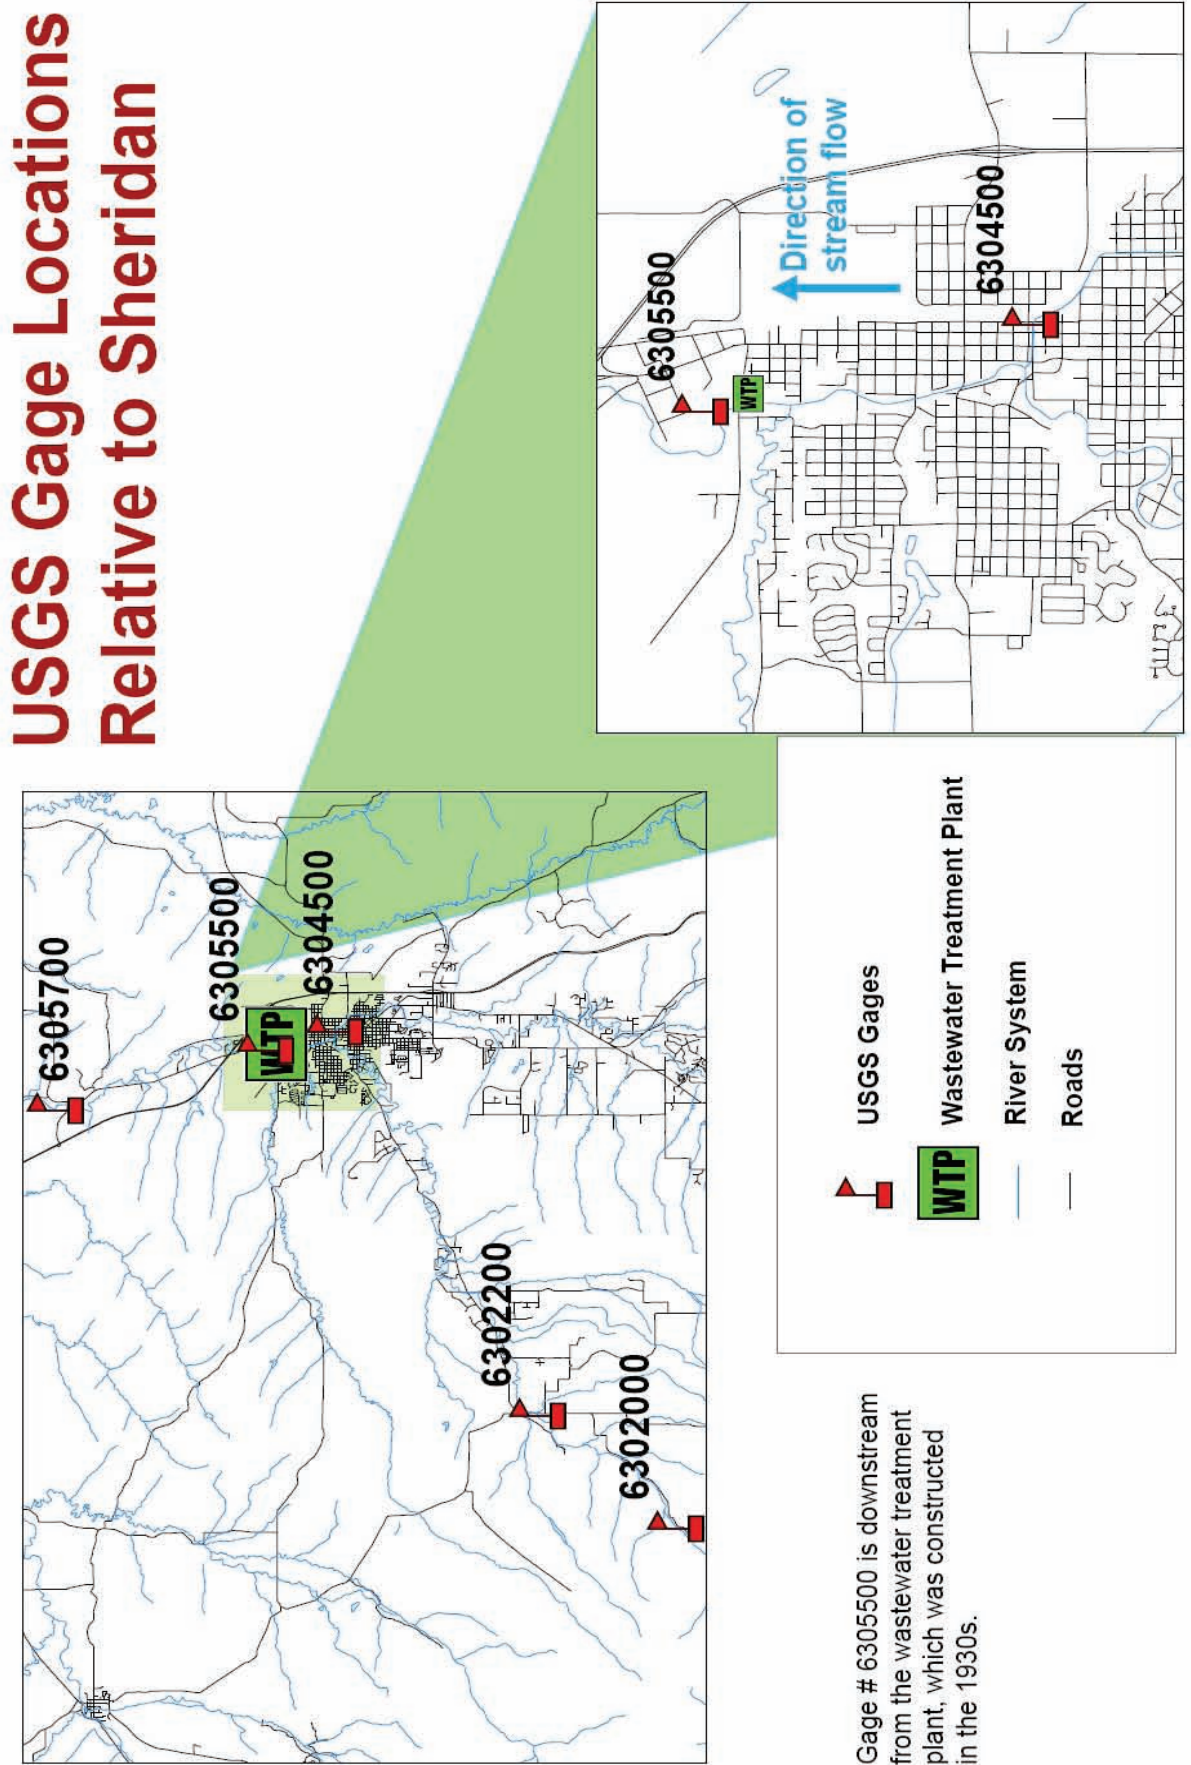 USGS Gage Locations
Relative to Sheridan
6305700
6305500
WTP
6304500
6302200
6302000
6305500
WTP
Direction of
stream flow
6304500
USGS Gages
WTP
Wastewater Treatment Plant
River System
Roads
Gage # 6305500 is downstream
from the wastewater treatment
plant, which was constructed
in the 1930s.